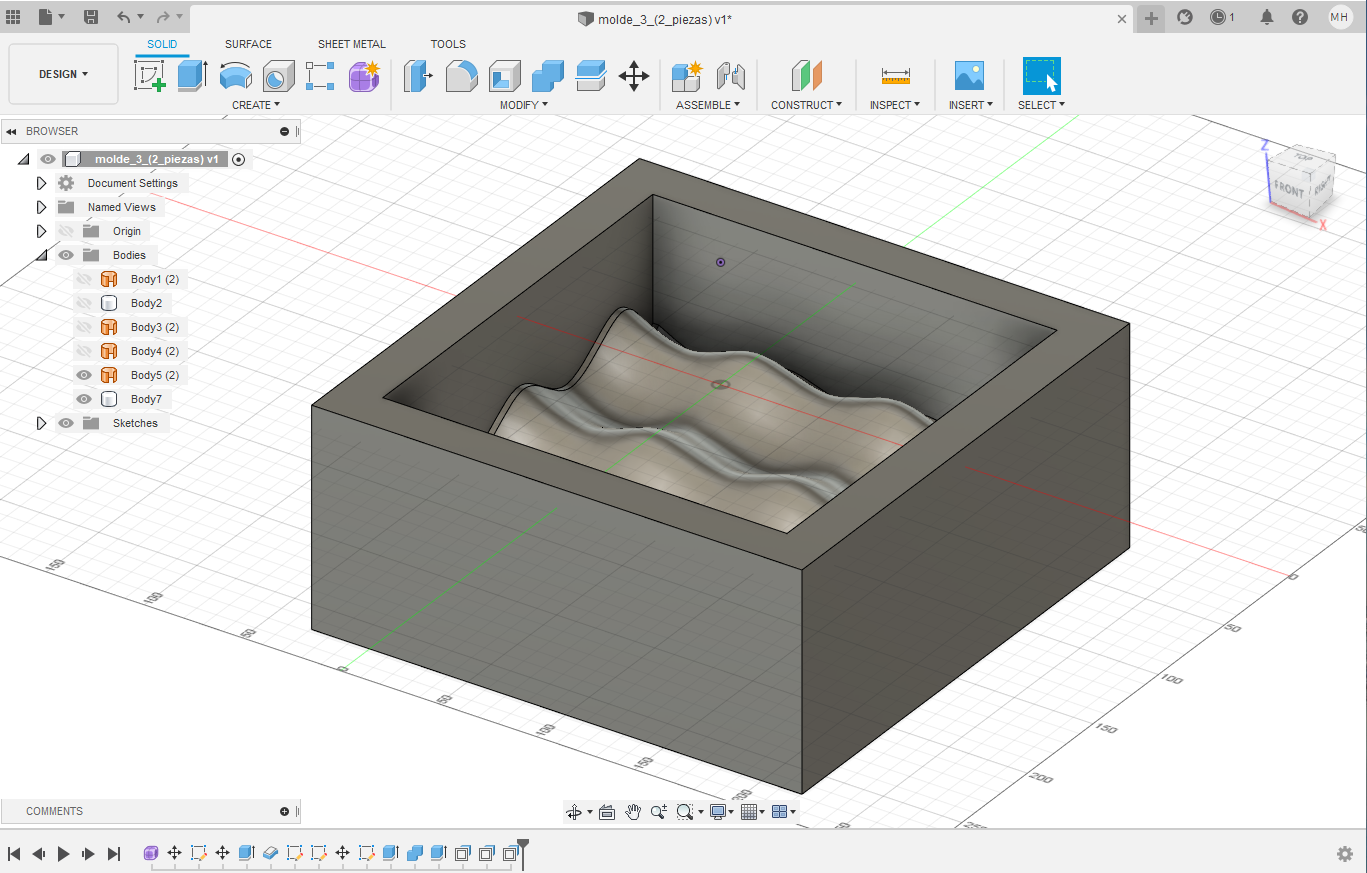 molde_3_(2_piezas) v1*
1
MH
DESIGN
SOLID
SURFACE
SHEET METAL
TOOLS
CREATE
MODIFY
ASSEMBLE
CONSTRUCT
INSPECT
INSERT
SELECT
BROWSER
molde_3_(2_piezas) v1
Document Settings
Named Views
Origin
Bodies
Body1 (2)
Body2
Body3 (2)
Body4 (2)
Body5 (2)
Body7
Sketches
Z
TOP
FRONT
RIGHT
X
150
100
50
0
50
100
150
200
0
50
100
150
200
250
50
COMMENTS